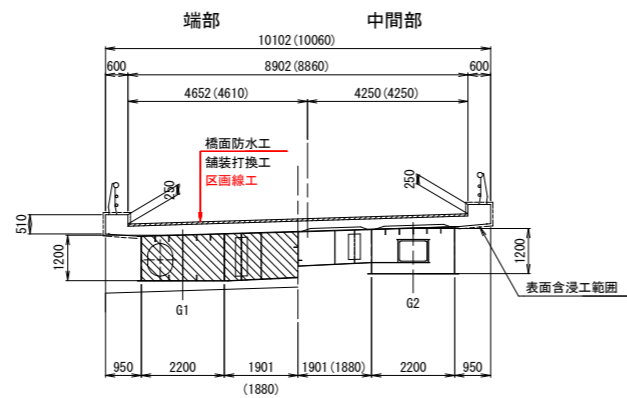 端部 中間部
10102(10060)
600 8902(8860) 600
4652(4610) 4250(4250)
橋面防水工
舗装打換工
区画線工
250 250
510
1200 1200
表面含浸工範囲
G1 G2
950 2200 1901 1901(1880) 2200 950
(1880)